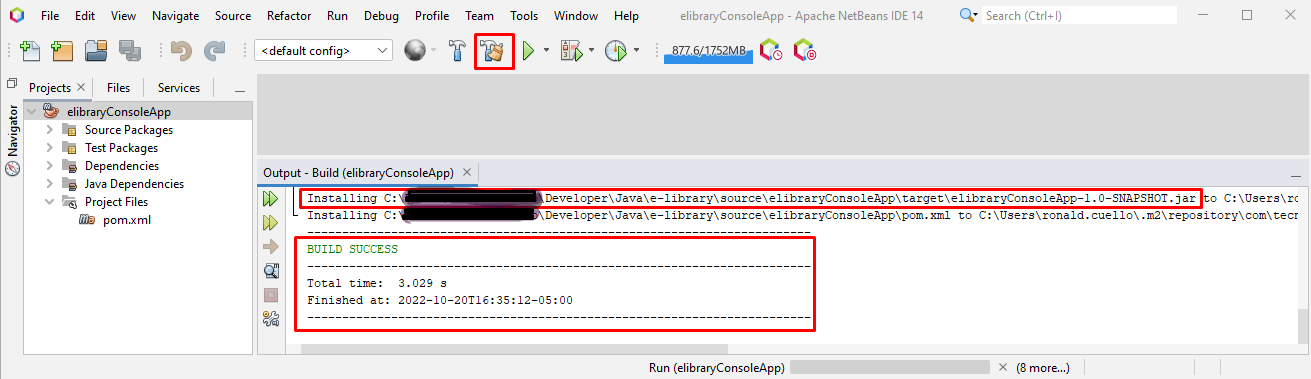 File Edit View Navigate Source Refactor Run Debug Profile Team Tools Window Help elibraryConsoleApp - Apache NetBeans IDE 14 Search (Ctrl+I)
<default config> 877.6/1752MB
Projects Files Services
Navigator
elibraryConsoleApp
Source Packages
Test Packages
Dependencies
Java Dependencies
Project Files
pom.xml
Output - Build (elibraryConsoleApp)
Installing C:\ \Developer\Java\e-library\source\elibraryConsoleApp\target\elibraryConsoleApp-1.0-SNAPSHOT.jar to C:\Users\ro
Installing C:\ \Developer\Java\e-library\source\elibraryConsoleApp\pom.xml to C:\Users\ronald.cuello\.m2\repository\com\tecn
------------------------------------------------------------------------
BUILD SUCCESS
------------------------------------------------------------------------
Total time:  3.029 s
Finished at: 2022-10-20T16:35:12-05:00
------------------------------------------------------------------------
Run (elibraryConsoleApp) (8 more...)